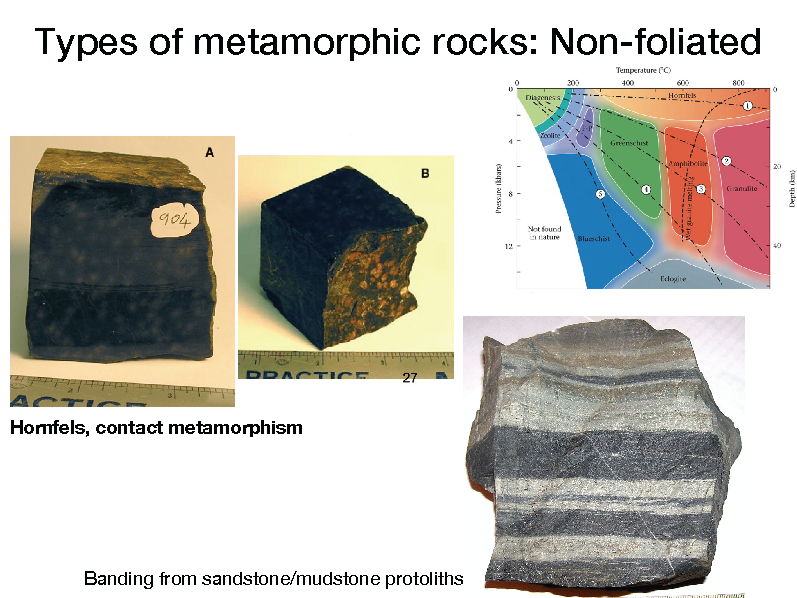 Types of metamorphic rocks: Non-foliated
Temperature (°C)
0 200 400 600 800
Diagenesis
Hornfels
1
Zeolite
Greenschist
Amphibolite
2
Granulite
3
4
5
Wet granite melting
Not found
in nature
Blueschist
Eclogite
Pressure (kbars)
0
4
8
12
Depth (km)
0
20
40
A
904
B
PRACTICE
27
ACTICE
Hornfels, contact metamorphism
Banding from sandstone/mudstone protoliths